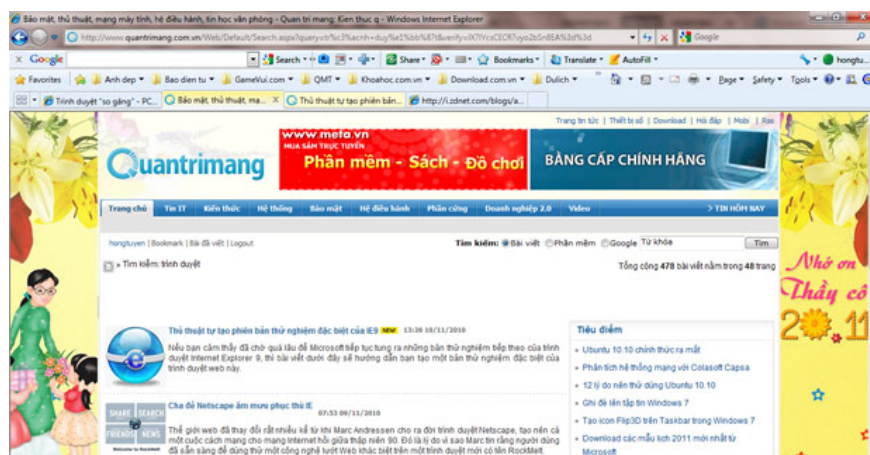 Bảo mật, thủ thuật, mạng máy tính, hệ điều hành, tin học văn phòng - Quan tri mang: Kien thuc q - Windows Internet Explorer
Google
Search
Share
Bookmarks
Translate
AutoFill
hongtu...
Favorites
Anh dep
Bao dien tu
GameVui.com
QMT
Khoahoc.com.vn
Download.com.vn
Dulich
Page
Safety
Tools
Trình duyệt "so găng" - PC...
Bảo mật, thủ thuật, mạ...
Thủ thuật tự tạo phiên bản...
http://i.zdnet.com/blogs/a...
Trang tin tức | Thiết bị số | Download | Hỏi đáp | Mobi | Rss
Quantrimang
www.meta.vn
MUA SẮM TRỰC TUYẾN
Phần mềm - Sách - Đồ chơi
BẰNG CẤP CHÍNH HÃNG
Trang chủ
Tin IT
Kiến thức
Hệ thống
Bảo mật
Hệ điều hành
Phần cứng
Doanh nghiệp 2.0
Video
> TIN HÔM NAY
hongtuyen | Bookmark | Bài đã viết | Logout
Tìm kiếm: Bài viết Phần mềm Google Từ khóa Tìm
» Tìm kiếm: trình duyệt
Tổng cộng 478 bài viết nằm trong 48 trang
Nhớ ơn
Thầy cô
20.11
Thủ thuật tự tạo phiên bản thử nghiệm đặc biệt của IE9 NEW 13:26 10/11/2010
Nếu bạn cảm thấy đã chờ quá lâu để Microsoft tiếp tục tung ra những bản thử nghiệm tiếp theo của trình
duyệt Internet Explorer 9, thì bài viết dưới đây sẽ hướng dẫn bạn tạo một bản thử nghiệm đặc biệt của
trình duyệt web này.
Cha đẻ Netscape âm mưu phục thù IE 07:53 09/11/2010
Thế giới web đã thay đổi rất nhiều kể từ khi Marc Andressen cho ra đời trình duyệt Netscape, tạo nên cả
một cuộc cách mạng cho mạng Internet hồi giữa thập niên 90. Đó là lý do vì sao Marc tin rằng người dùng
đã sẵn sàng để dùng thử một công nghệ lướt Web khác biệt trên một trình duyệt mới có tên RockMelt.
SHARE SEARCH
FRIENDS NEWS
Welcome to RockMelt
Tiêu điểm
Ubuntu 10.10 chính thức ra mắt
Phân tích hệ thống mạng với Colasoft Capsa
12 lý do nên thử dùng Ubuntu 10.10
Ghi đè lên tập tin Windows 7
Tạo icon Flip3D trên Taskbar trong Windows 7
Download các mẫu lịch 2011 mới nhất từ
Microsoft